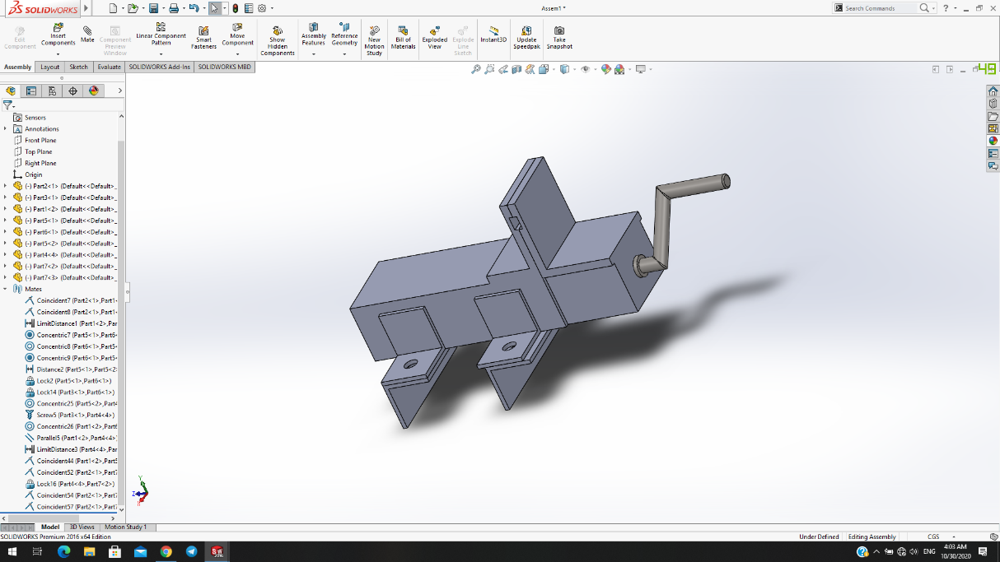 SOLIDWORKS
Assem1 *
Search Commands
Edit Component
Insert Components
Mate
Component Preview Window
Linear Component Pattern
Smart Fasteners
Move Component
Show Hidden Components
Assembly Features
Reference Geometry
New Motion Study
Bill of Materials
Exploded View
Explode Line Sketch
Instant3D
Update Speedpak
Take Snapshot
Assembly Layout Sketch Evaluate SOLIDWORKS Add-Ins SOLIDWORKS MBD
49
Sensors
Annotations
Front Plane
Top Plane
Right Plane
Origin
(-) Part2<1> (Default<<Default>_
(-) Part3<1> (Default<<Default>_
(-) Part1<2> (Default<<Default>_
(-) Part5<1> (Default<<Default>_
(-) Part6<1> (Default<<Default>_
(-) Part5<2> (Default<<Default>_
(-) Part4<4> (Default<<Default>_
(-) Part7<2> (Default<<Default>_
(-) Part7<3> (Default<<Default>_
Mates
Coincident7 (Part2<1>,Part1
Coincident8 (Part2<1>,Part1
LimitDistance1 (Part1<2>,Par
Concentric7 (Part5<1>,Part6
Concentric8 (Part6<1>,Part5
Concentric9 (Part6<1>,Part5
Distance2 (Part5<1>,Part5<2
Lock2 (Part5<1>,Part6<1>)
Lock14 (Part3<1>,Part6<1>)
Concentric25 (Part5<2>,Part4
Screw5 (Part3<1>,Part4<4>)
Concentric26 (Part1<2>,Part6
Parallel5 (Part1<2>,Part4<4>
LimitDistance3 (Part4<4>,Par
Coincident44 (Part1<2>,Part5
Coincident52 (Part2<1>,Part7
Lock16 (Part4<4>,Part7<2>)
Coincident54 (Part2<1>,Part7
Coincident57 (Part2<1>,Part7
Y
Z
X
Model 3D Views Motion Study 1
SOLIDWORKS Premium 2016 x64 Edition
Under Defined Editing Assembly CGS
ENG
4:03 AM
10/30/2020